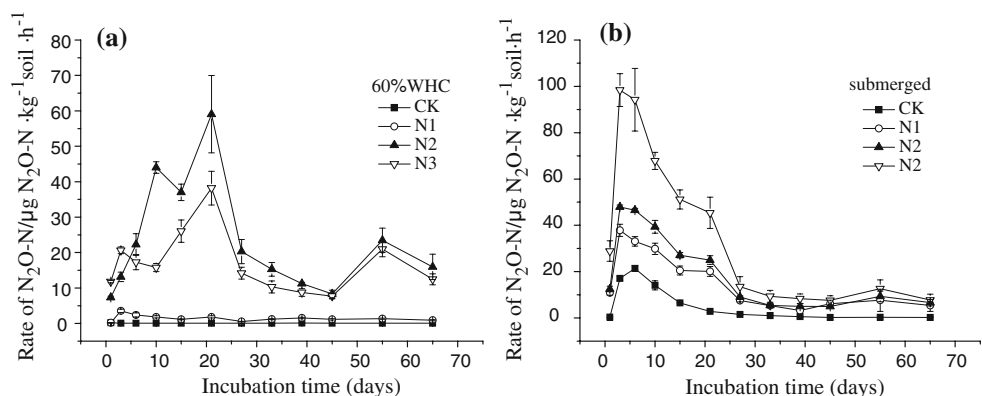 (a)
60%WHC
CK
N1
N2
N3
Rate of N₂O-N/µg N₂O-N ·kg⁻¹soil·h⁻¹
80
70
60
50
40
30
20
10
0
0 10 20 30 40 50 60 70
Incubation time (days)
(b)
submerged
CK
N1
N2
N2
Rate of N₂O-N/µg N₂O-N ·kg⁻¹soil·h⁻¹
120
100
80
60
40
20
0
0 10 20 30 40 50 60 70
Incubation time (days)